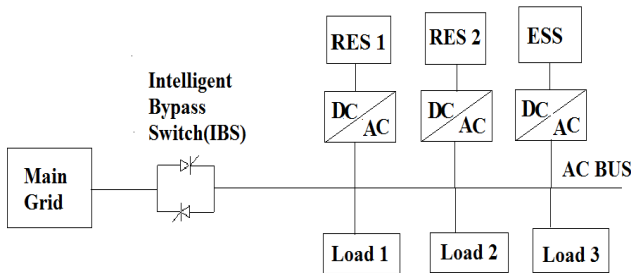 RES 1
RES 2
ESS
Intelligent
Bypass
Switch(IBS)
DC
AC
DC
AC
DC
AC
Main
Grid
AC BUS
Load 1
Load 2
Load 3